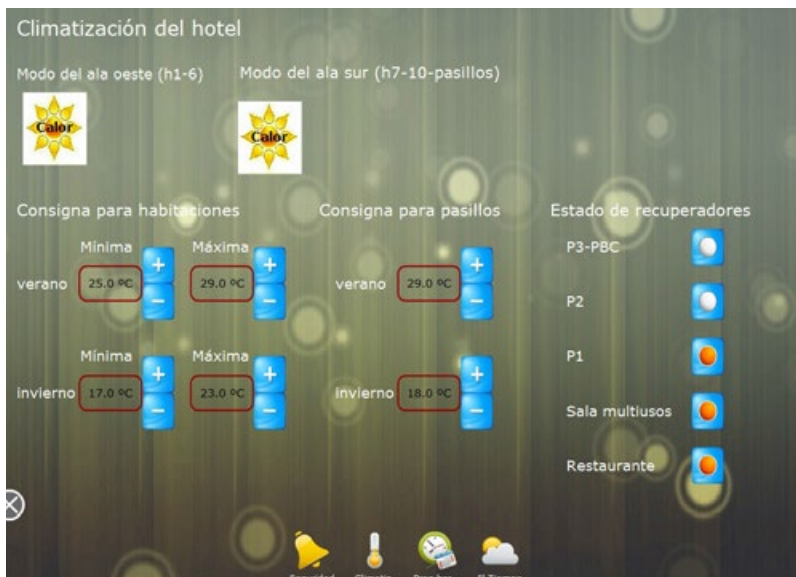 Climatización del hotel
Modo del ala oeste (h1-6)
Modo del ala sur (h7-10-pasillos)
Calor
Calor
Consigna para habitaciones
Mínima
Máxima
verano
25.0 ºC
+
-
29.0 ºC
+
-
Mínima
Máxima
invierno
17.0 ºC
+
-
23.0 ºC
+
-
Consigna para pasillos
verano
29.0 ºC
+
-
invierno
18.0 ºC
+
-
Estado de recuperadores
P3-PBC
P2
P1
Sala multiusos
Restaurante